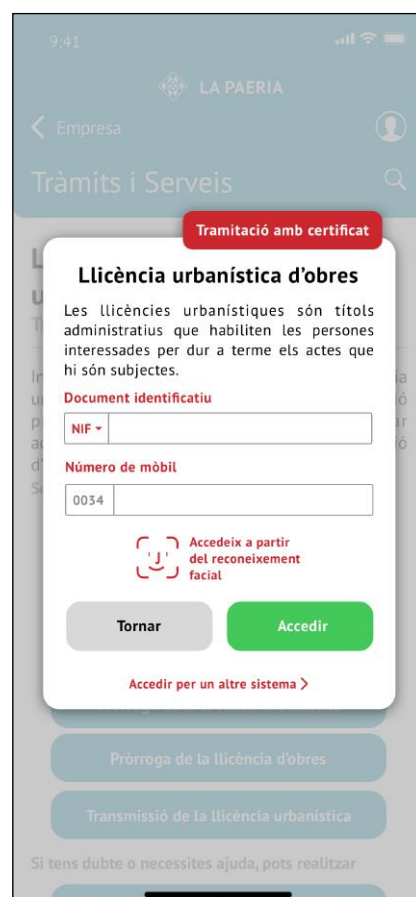 9:41
LA PAERIA
Empresa
Tràmits i Serveis
Tramitació amb certificat
Llicència urbanística d'obres
Les llicències urbanístiques són títols
administratius que habiliten les persones
interessades per dur a terme els actes que
hi són subjectes.
Document identificatiu
NIF
Número de mòbil
0034
Accedeix a partir
del reconeixement
facial
Tornar
Accedir
Accedir per un altre sistema
Pròrroga de la llicència d'obres
Transmissió de la llicència urbanística
Si tens dubte o necessites ajuda, pots realitzar